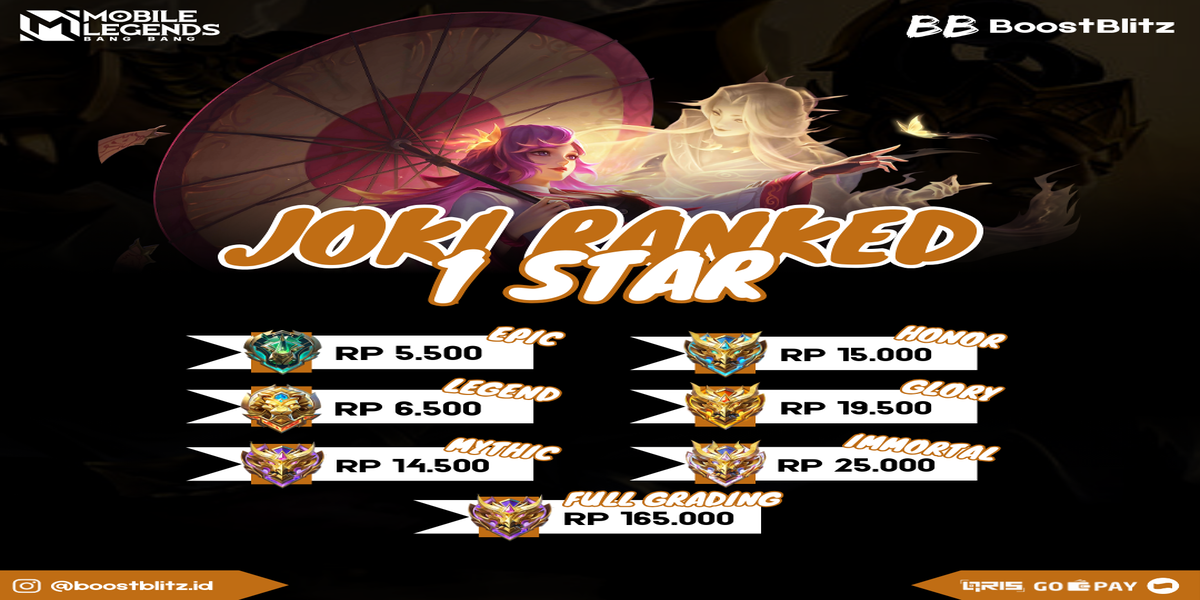 MOBILE
LEGENDS
BANG BANG
BB BoostBlitz
JOKI RANKED
1 STAR
EPIC
RP 5.500
LEGEND
RP 6.500
MYTHIC
RP 14.500
HONOR
RP 15.000
GLORY
RP 19.500
IMMORTAL
RP 25.000
FULL GRADING
RP 165.000
@boostblitz.id
QRIS GO PAY